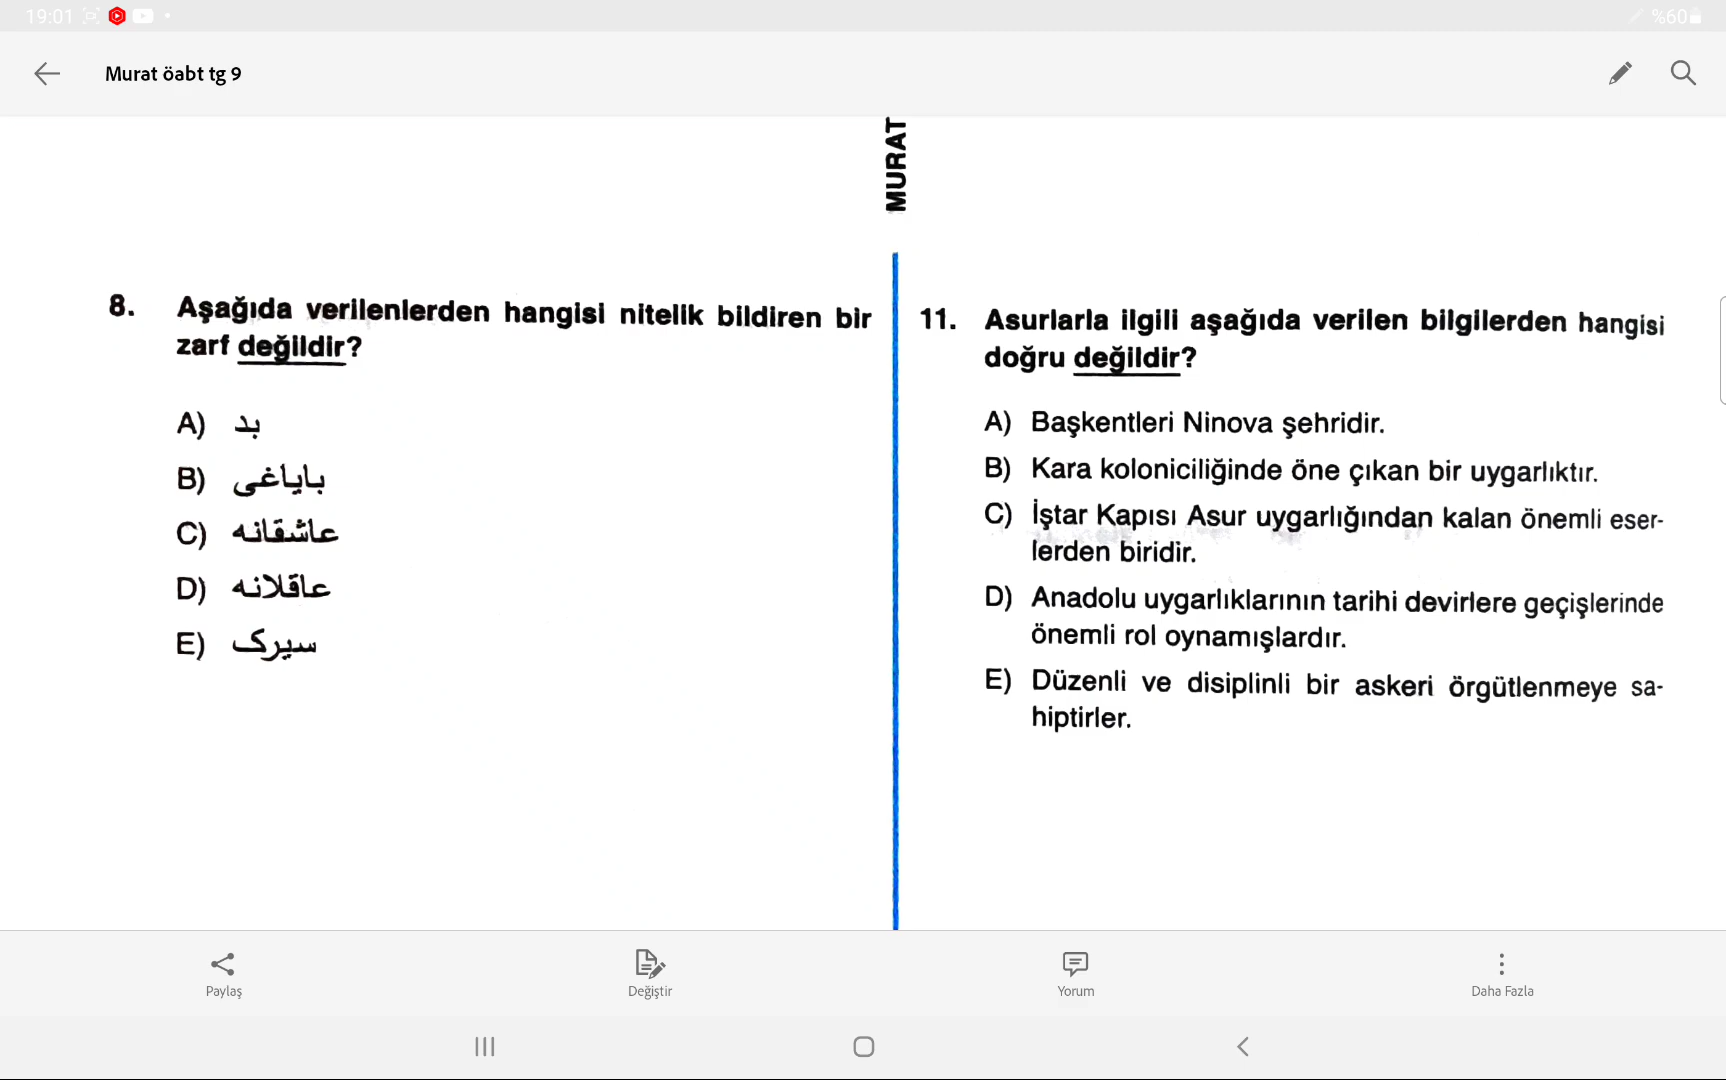 19:01
%60
Murat öabt tg 9
MURAT
8. Aşağıda verilenlerden hangisi nitelik bildiren bir
zarf değildir?
A) بد
B) باياغى
C) عاشقانه
D) عاقلانه
E) سيرک
11. Asurlarla ilgili aşağıda verilen bilgilerden hangisi
doğru değildir?
A) Başkentleri Ninova şehridir.
B) Kara koloniciliğinde öne çıkan bir uygarlıktır.
C) İştar Kapısı Asur uygarlığından kalan önemli eser-
lerden biridir.
D) Anadolu uygarlıklarının tarihi devirlere geçişlerinde
önemli rol oynamışlardır.
E) Düzenli ve disiplinli bir askeri örgütlenmeye sa-
hiptirler.
Paylaş
Değiştir
Yorum
Daha Fazla